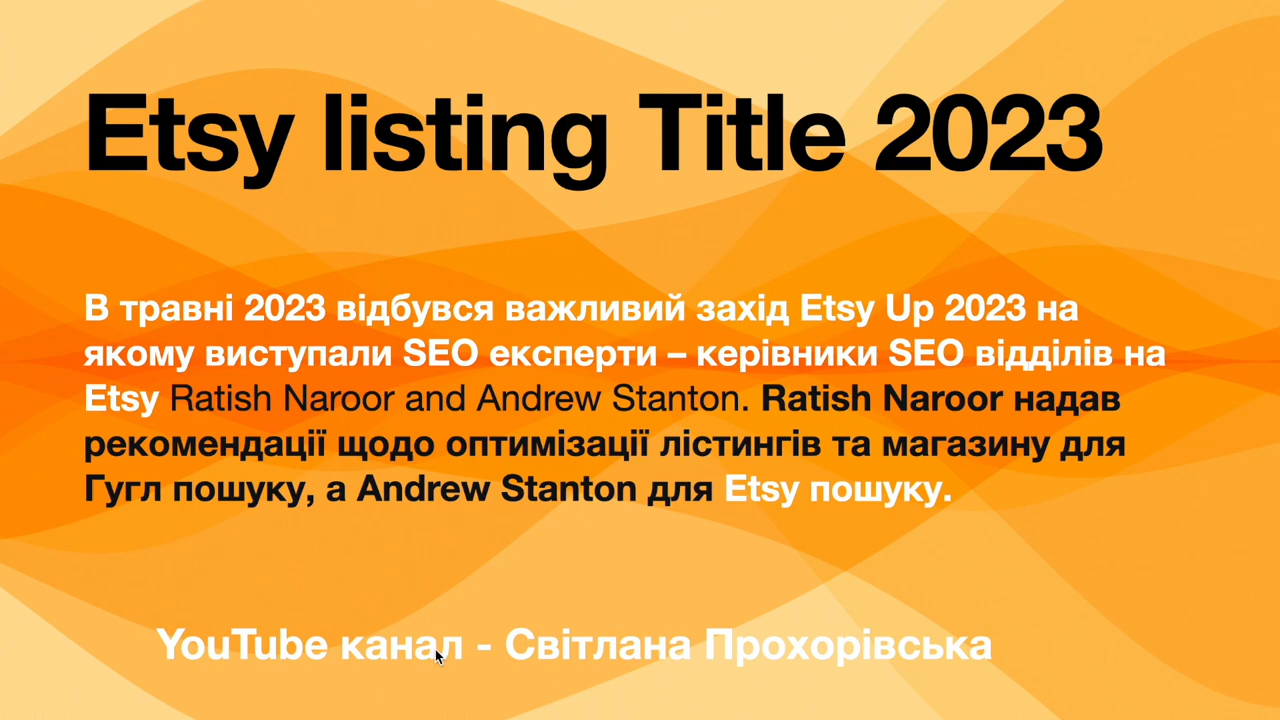 Etsy listing Title 2023
В травні 2023 відбувся важливий захід Etsy Up 2023 на
якому виступали SEO експерти – керівники SEO відділів на
Etsy Ratish Naroor and Andrew Stanton. Ratish Naroor надав
рекомендації щодо оптимізації лістингів та магазину для
Гугл пошуку, а Andrew Stanton для Etsy пошуку.
YouTube канал - Світлана Прохорівська